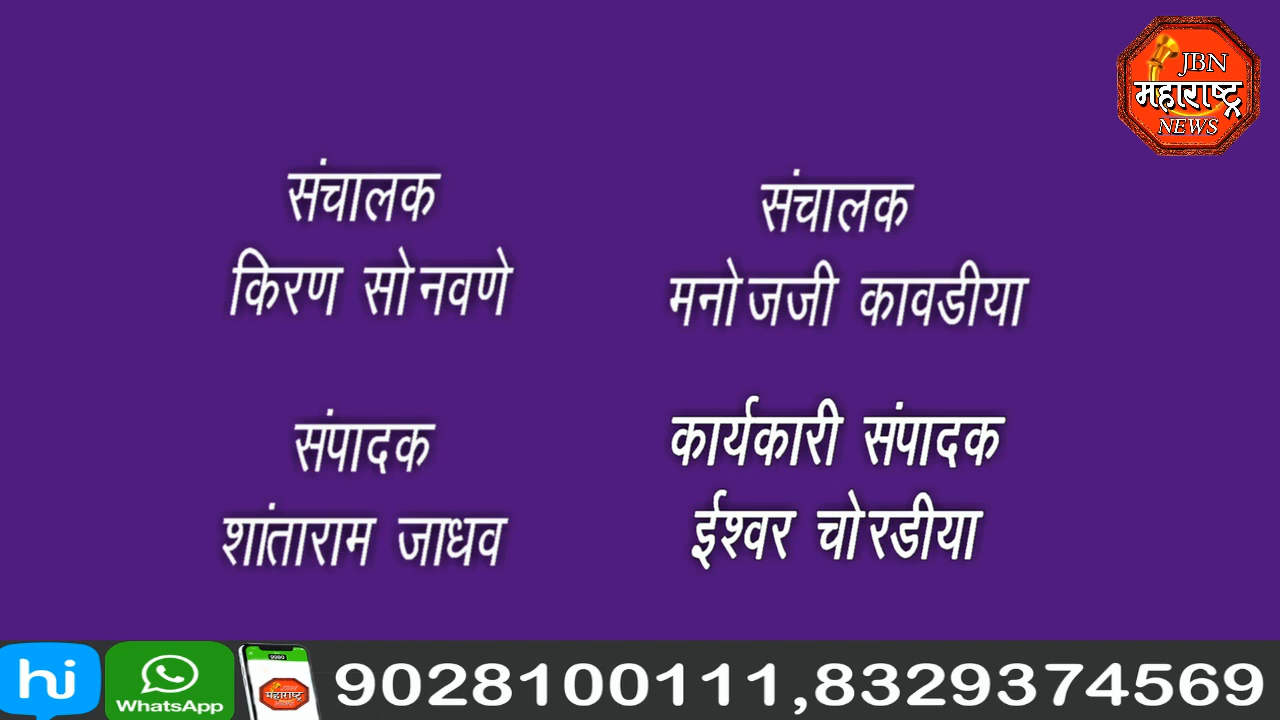 JBN
महाराष्ट्र
NEWS
संचालक
किरण सोनवणे
संचालक
मनोजजी कावडीया
संपादक
शांताराम जाधव
कार्यकारी संपादक
ईश्वर चोरडीया
hi
WhatsApp
महाराष्ट्र
9028100111,8329374569